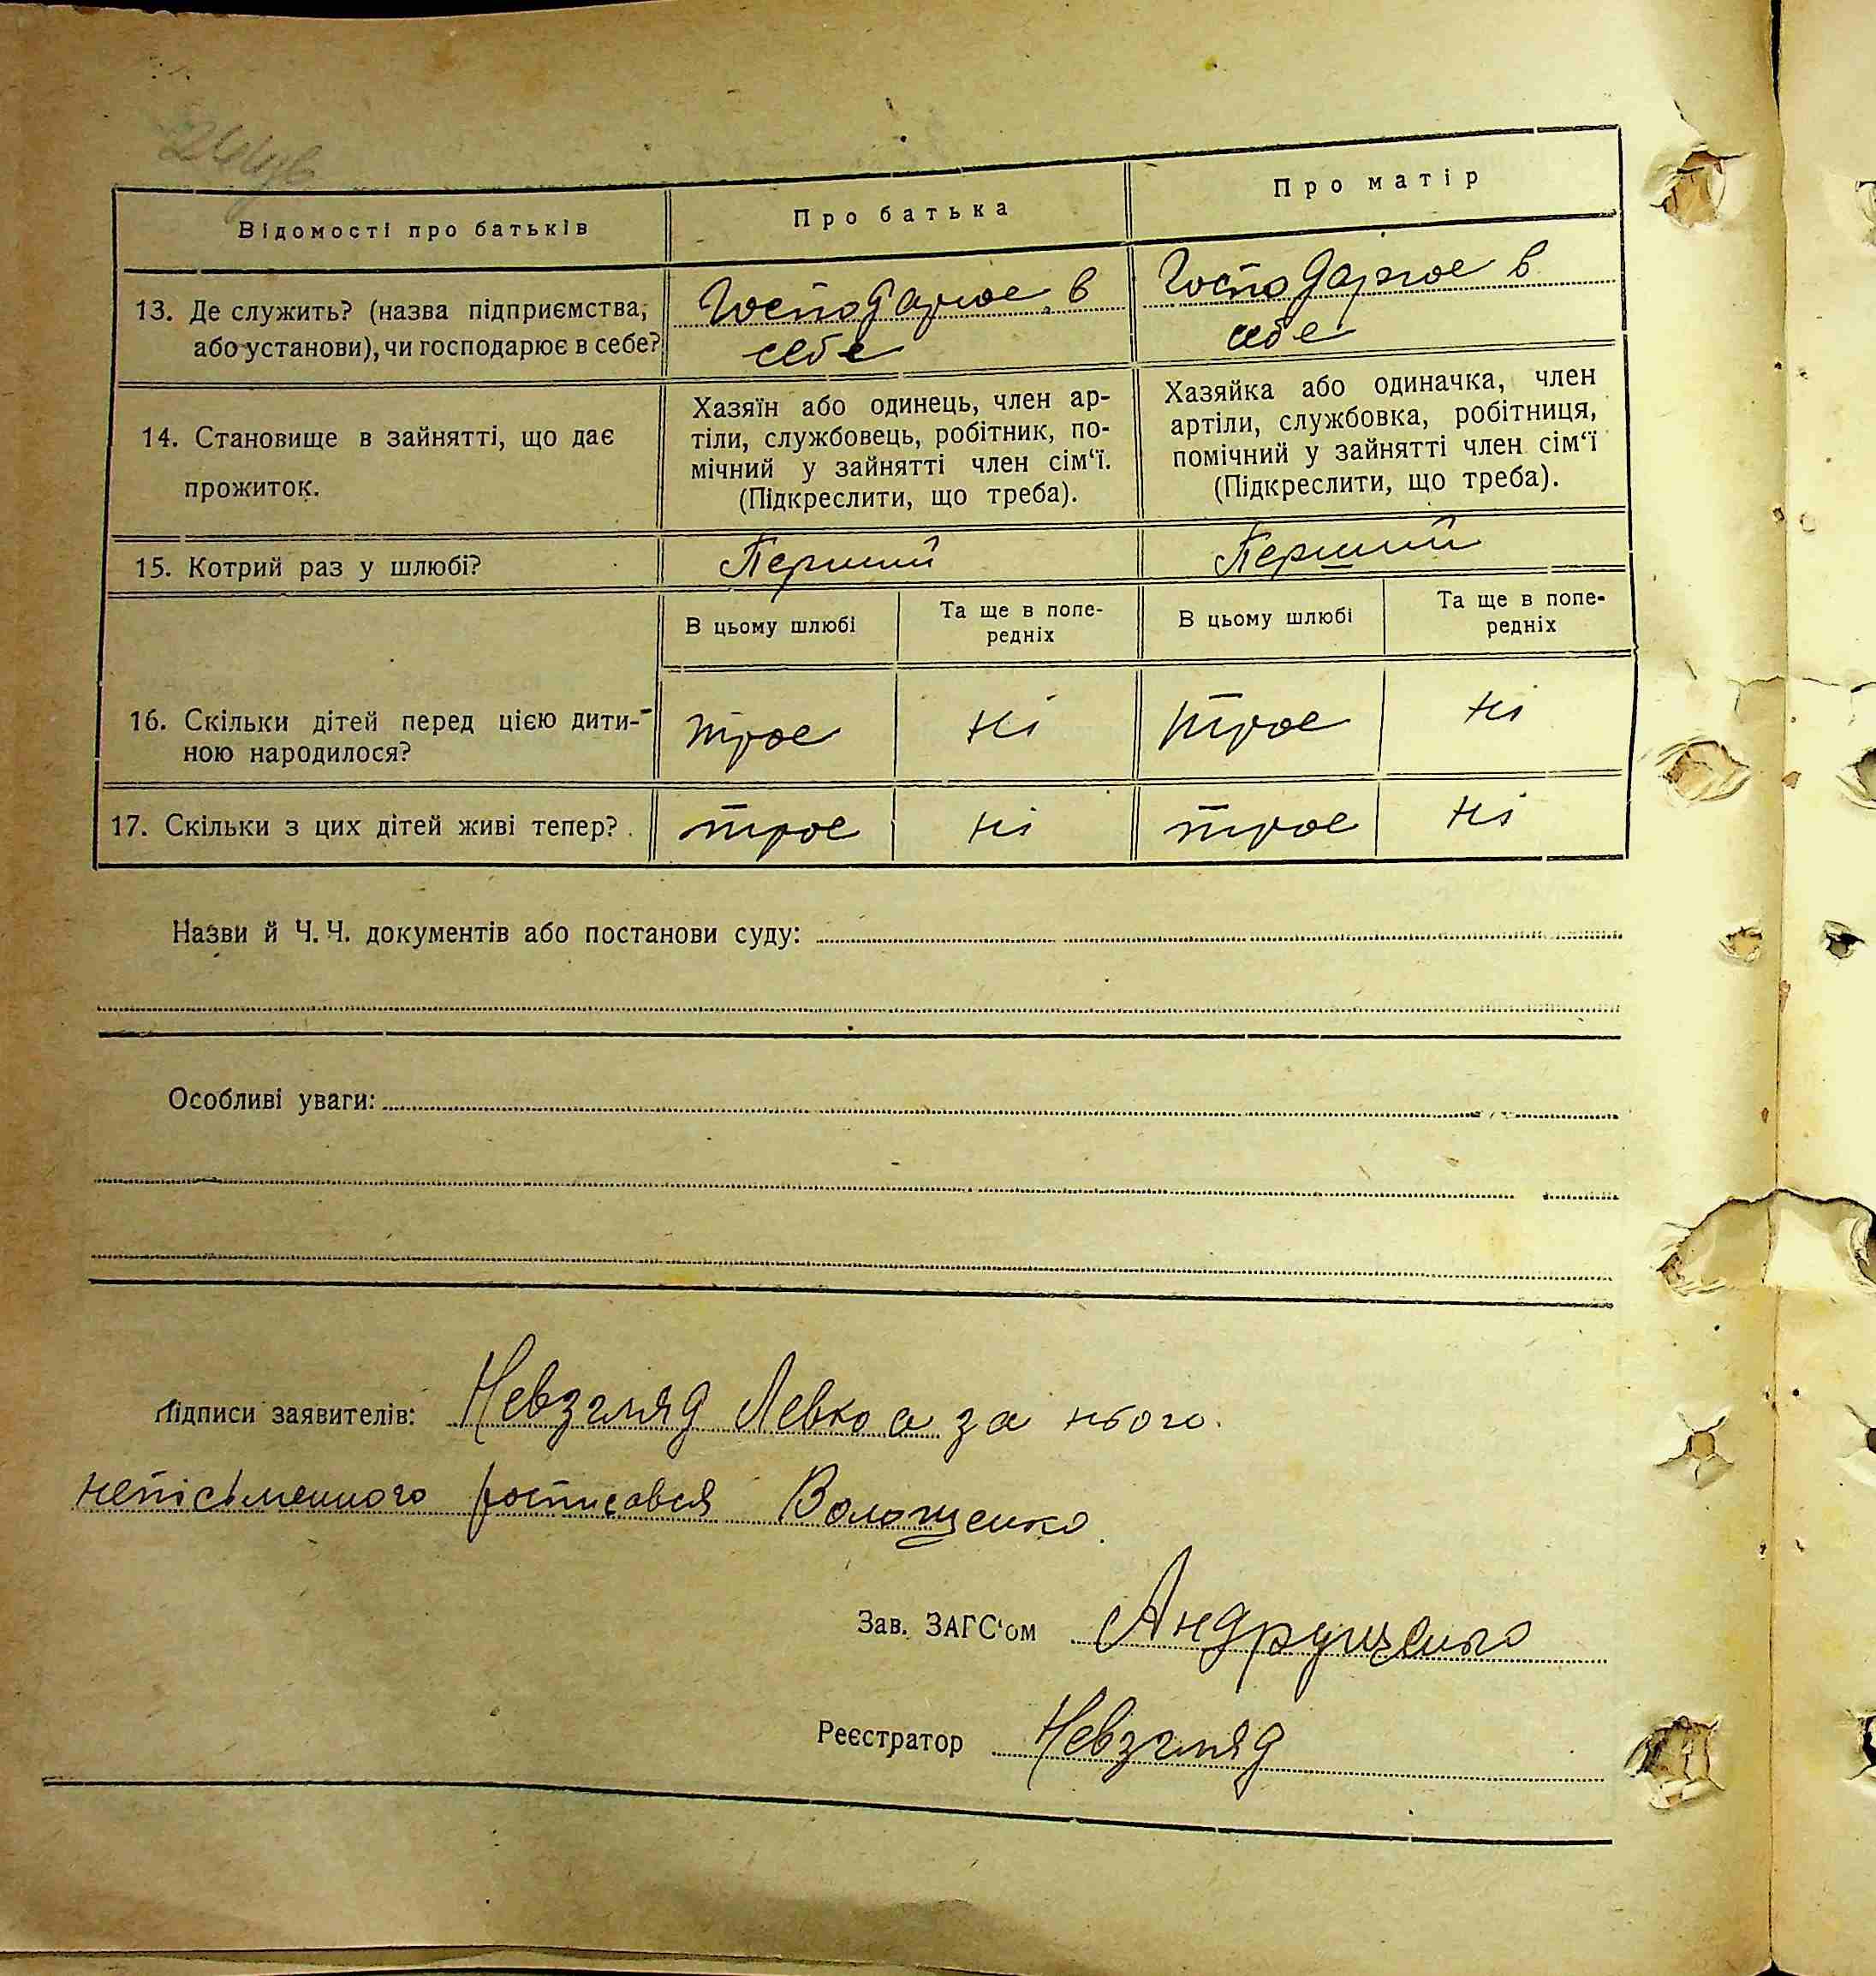 Відомості про батьків
Про батька
Про матір
13. Де служить? (назва підприємства,
або установи), чи господарює в себе?
Господарює в
себе
Господарює в
себе
14. Становище в зайнятті, що дає
прожиток.
Хазяїн або одинець, член ар-
тіли, службовець, робітник, по-
мічний у зайнятті член сім'ї.
(Підкреслити, що треба).
Хазяйка або одиначка, член
артіли, службовка, робітниця,
помічний у зайнятті член сім'ї
(Підкреслити, що треба).
15. Котрий раз у шлюбі?
Перший
Перший
В цьому шлюбі
Та ще в попе-
редніх
В цьому шлюбі
Та ще в попе-
редніх
16. Скільки дітей перед цією дити-
ною народилося?
троє
ні
троє
ні
17. Скільки з цих дітей живі тепер?
троє
ні
троє
ні
Назви й Ч. Ч. документів або постанови суду:
Особливі уваги:
Підписи заявителів: Невзгляд Левко а за нього
непісьменного росписався Волощенко
Зав. ЗАГС'ом Андрущенко
Реєстратор Невзгляд